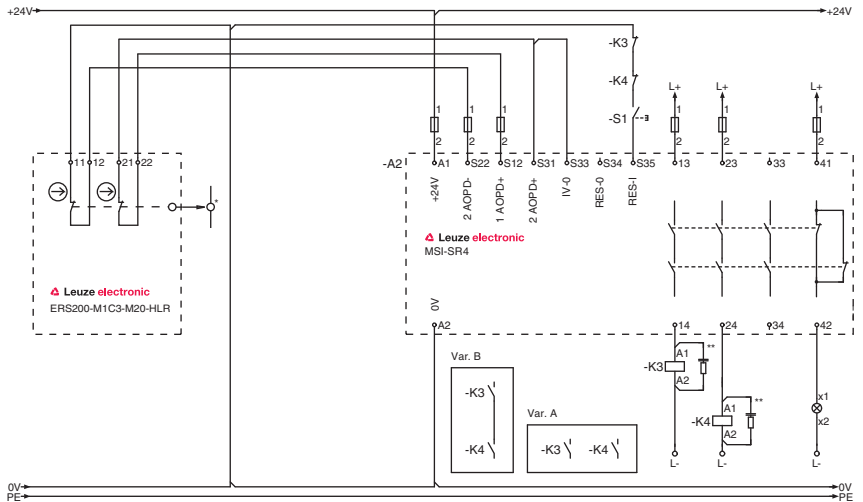 +24V +24V
-K3
-K4
L+ L+ L+
-S1
1 1 1 1 1 1
2 2 2 2 2 2
11 12 21 22
-A2 A1 S22 S12 S31 S33 S34 S35 13 23 33 41
+24V
2 AOPD-
1 AOPD+
2 AOPD+
IV-0
RES-0
RES-I
*
Leuze electronic
MSI-SR4
Leuze electronic
ERS200-M1C3-M20-HLR
0V
A2 14 24 34 42
Var. B
-K3
-K4
Var. A
-K3 -K4
-K3 A1 **
A2
-K4 A1 **
A2
x1
x2
L- L- L-
0V 0V
PE PE